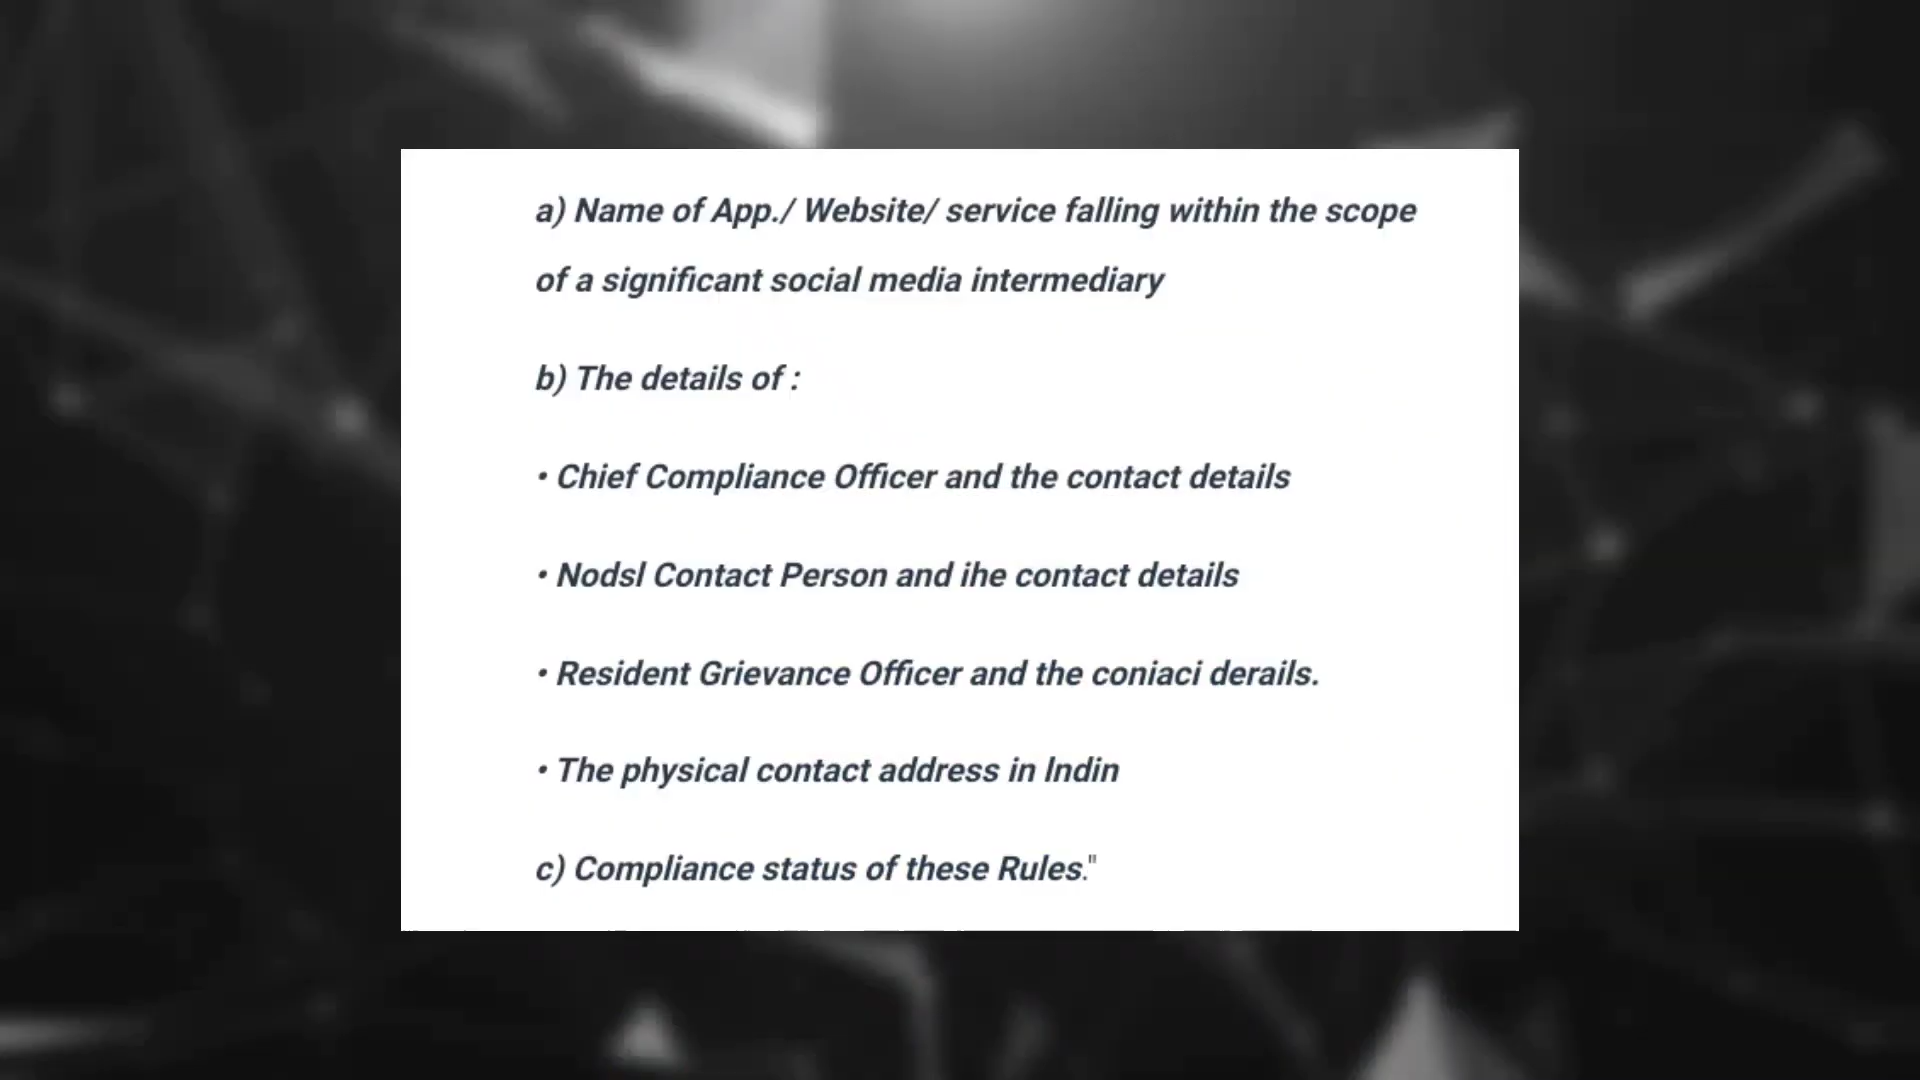 a) Name of App./ Website/ service falling within the scope
of a significant social media intermediary
b) The details of :
• Chief Compliance Officer and the contact details
• Nodsl Contact Person and ihe contact details
• Resident Grievance Officer and the coniaci derails.
• The physical contact address in lndin
c) Compliance status of these Rules."